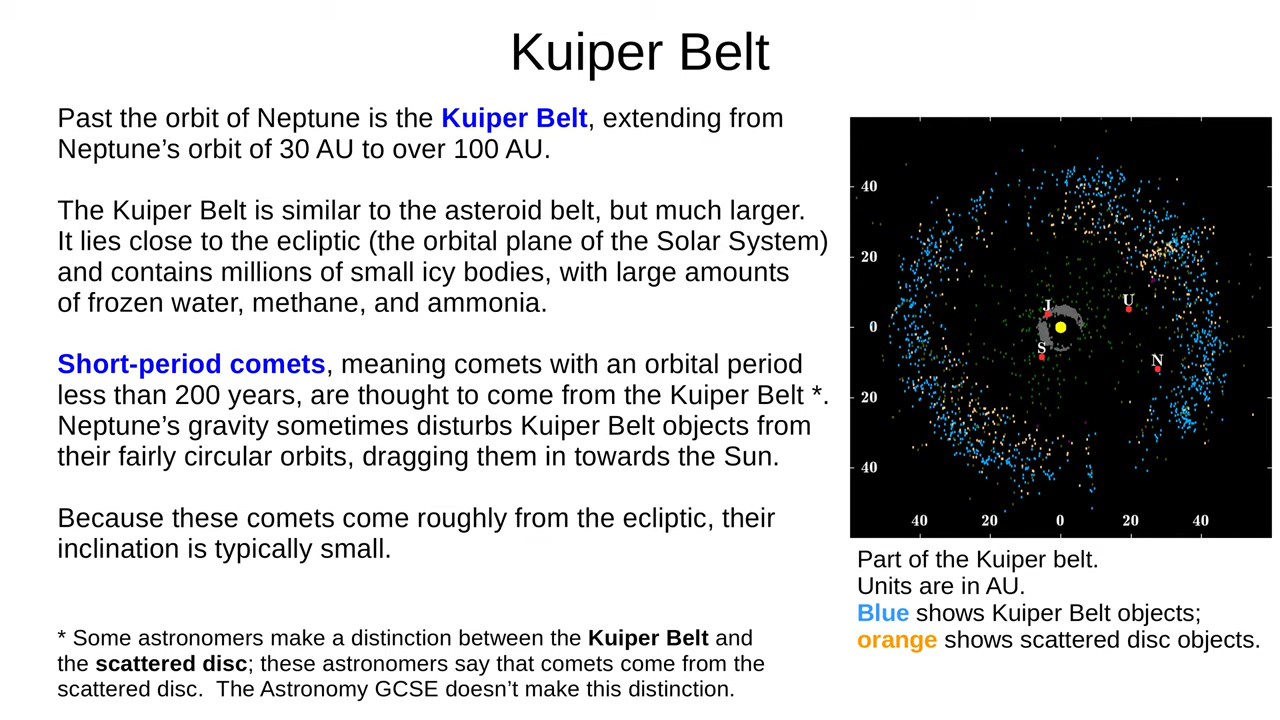 Kuiper Belt
Past the orbit of Neptune is the Kuiper Belt, extending from
Neptune’s orbit of 30 AU to over 100 AU.
The Kuiper Belt is similar to the asteroid belt, but much larger.
It lies close to the ecliptic (the orbital plane of the Solar System)
and contains millions of small icy bodies, with large amounts
of frozen water, methane, and ammonia.
Short-period comets, meaning comets with an orbital period
less than 200 years, are thought to come from the Kuiper Belt *.
Neptune’s gravity sometimes disturbs Kuiper Belt objects from
their fairly circular orbits, dragging them in towards the Sun.
Because these comets come roughly from the ecliptic, their
inclination is typically small.
* Some astronomers make a distinction between the Kuiper Belt and
the scattered disc; these astronomers say that comets come from the
scattered disc.  The Astronomy GCSE doesn’t make this distinction.
40
20
0
20
40
J
U
S
N
40 20 0 20 40
Part of the Kuiper belt.
Units are in AU.
Blue shows Kuiper Belt objects;
orange shows scattered disc objects.